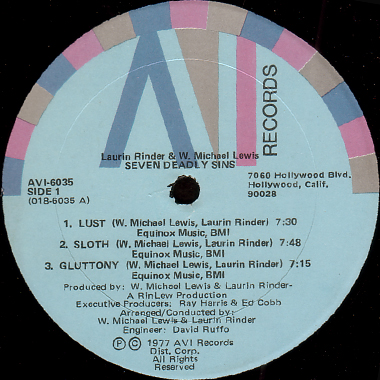 AVI
RECORDS
Laurin Rinder & W. Michael Lewis
SEVEN DEADLY SINS
AVI-6035
SIDE 1
(018-6035 A)
7060 Hollywood Blvd.
Hollywood, Calif.
90028
1. LUST (W. Michael Lewis, Laurin Rinder) 7:30
Equinox Music, BMI
2. SLOTH (W. Michael Lewis, Laurin Rinder) 7:48
Equinox Music, BMI
3. GLUTTONY (W. Michael Lewis, Laurin Rinder) 7:15
Equinox Music, BMI
Produced by: W. Michael Lewis & Laurin Rinder-
A RinLew Production
Executive Producers: Ray Harris & Ed Cobb
Arranged/Conducted by:
W. Michael Lewis & Laurin Rinder
Engineer: David Ruffo
Ⓟ © 1977 AVI Records
Dist. Corp.
All Rights
Reserved